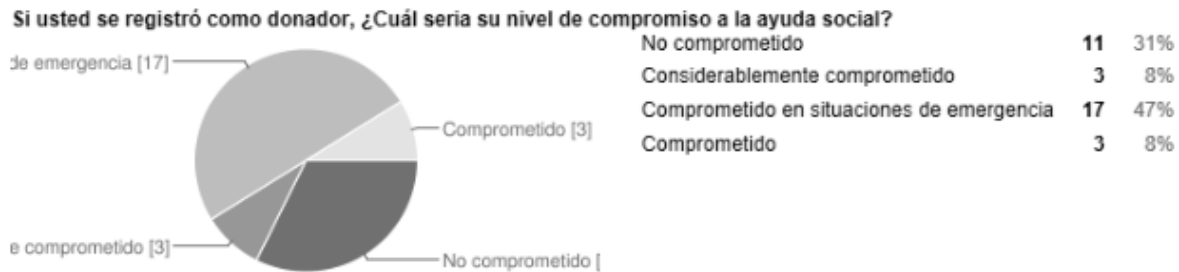 Si usted se registró como donador, ¿Cuál seria su nivel de compromiso a la ayuda social?
de emergencia [17]
Comprometido [3]
e comprometido [3]
No comprometido [
No comprometido 11 31%
Considerablemente comprometido 3 8%
Comprometido en situaciones de emergencia 17 47%
Comprometido 3 8%